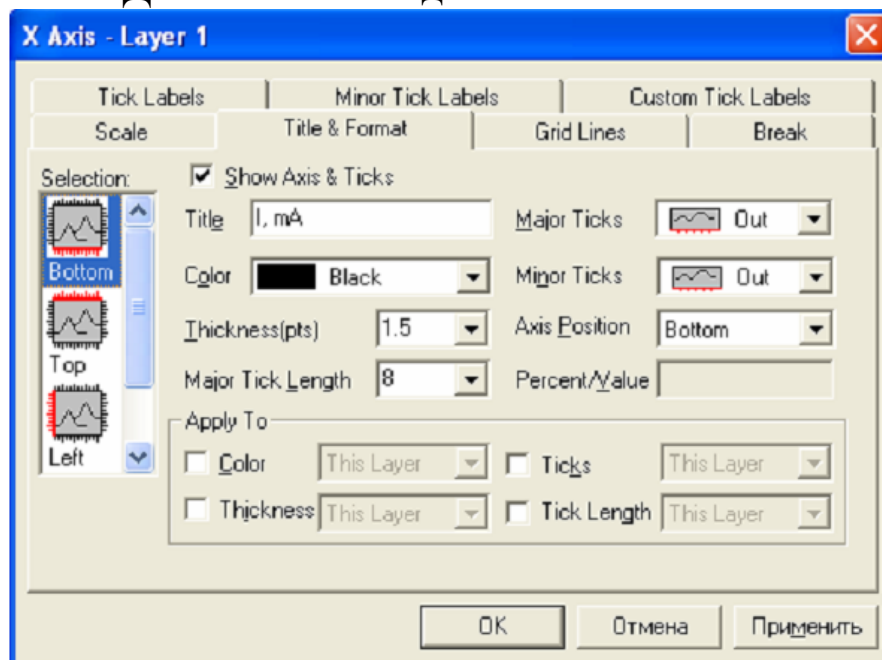 X Axis - Layer 1
Tick Labels Minor Tick Labels Custom Tick Labels
Scale Title & Format Grid Lines Break
Selection: Show Axis & Ticks
Title I, mA Major Ticks Out
Bottom Color Black Minor Ticks Out
Thickness(pts) 1.5 Axis Position Bottom
Top Major Tick Length 8 Percent/Value
Apply To
Left Color This Layer Ticks This Layer
Thickness This Layer Tick Length This Layer
OK Отмена Применить